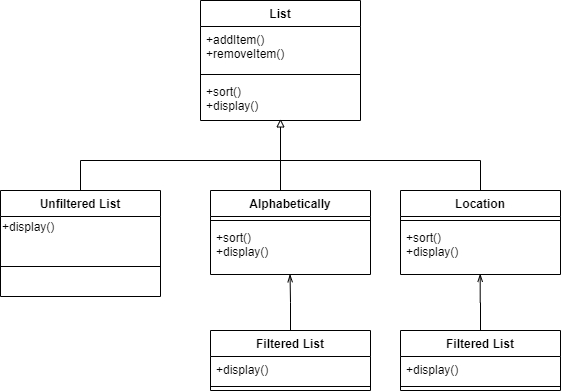 List
+addItem()
+removeItem()
+sort()
+display()
Unfiltered List
+display()
Alphabetically
+sort()
+display()
Location
+sort()
+display()
Filtered List
+display()
Filtered List
+display()